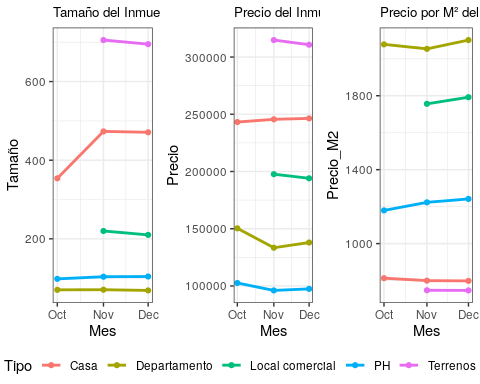 Tamaño del Inmue
Precio del Inmu
Precio por M² del
Tamaño
600
400
200
Oct Nov Dec
Mes
Precio
300000
250000
200000
150000
100000
Oct Nov Dec
Mes
Precio_M2
1800
1400
1000
Oct Nov Dec
Mes
Tipo Casa Departamento Local comercial PH Terrenos